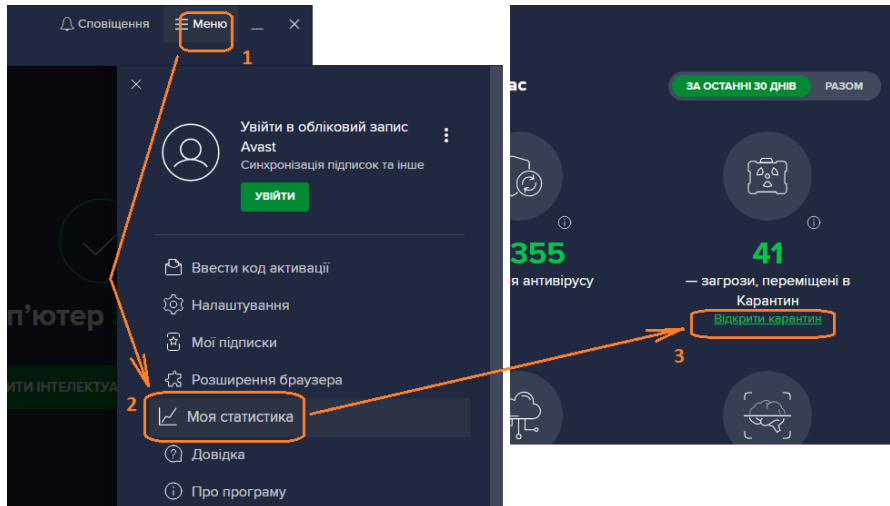 Сповіщення
Меню
1
Увійти в обліковий запис
Avast
Синхронізація підписок та інше
УВІЙТИ
Ввести код активації
Налаштування
Мої підписки
Розширення браузера
2
Моя статистика
Довідка
Про програму
п'ютер
ИТИ ІНТЕЛЕКТУА
ас
ЗА ОСТАННІ 30 ДНІВ
РАЗОМ
355
я антивірусу
41
— загрози, переміщені в
Карантин
Відкрити карантин
3